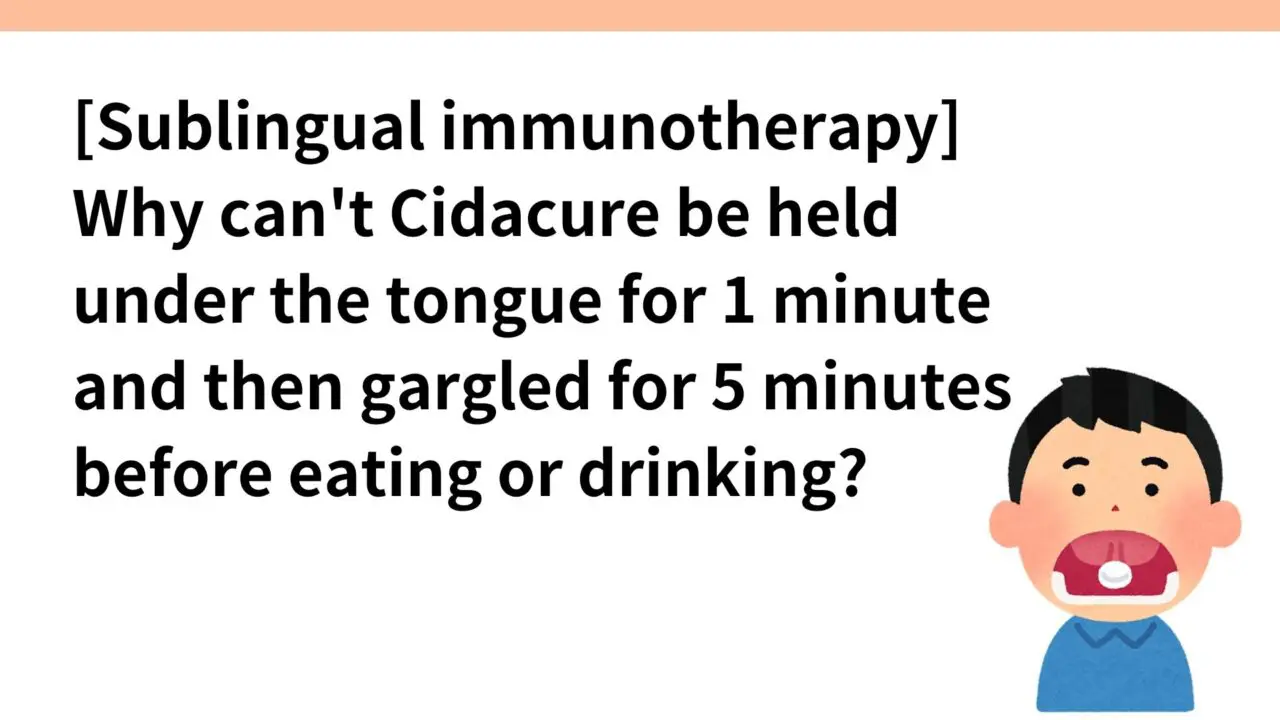 [Sublingual immunotherapy]
Why can't Cidacure be held
under the tongue for 1 minute
and then gargled for 5 minutes
before eating or drinking?